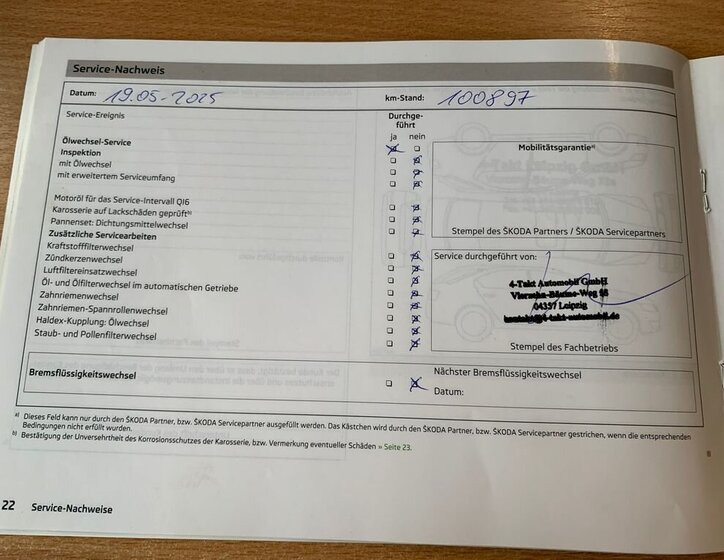 Service-Nachweis
Datum: 19.05-2025 km-Stand: 100897
Service-Ereignis Durchge-
führt
ja nein
Ölwechsel-Service
Inspektion
mit Ölwechsel
mit erweitertem Serviceumfang
Mobilitätsgarantieᵃ⁾
Motoröl für das Service-Intervall QI6
Karosserie auf Lackschäden geprüftᵇ⁾
Pannenset: Dichtungsmittelwechsel
Stempel des ŠKODA Partners / ŠKODA Servicepartners
Zusätzliche Servicearbeiten
Kraftstofffilterwechsel
Zündkerzenwechsel
Luftfiltereinsatzwechsel
Öl- und Ölfilterwechsel im automatischen Getriebe
Zahnriemenwechsel
Zahnriemen-Spannrollenwechsel
Haldex-Kupplung: Ölwechsel
Staub- und Pollenfilterwechsel
Service durchgeführt von:
4-Takt Automobil GmbH
04357 Leipzig
Stempel des Fachbetriebs
Bremsflüssigkeitswechsel
Nächster Bremsflüssigkeitswechsel
Datum:
a) Dieses Feld kann nur durch den ŠKODA Partner, bzw. ŠKODA Servicepartner ausgefüllt werden. Das Kästchen wird durch den ŠKODA Partner, bzw. ŠKODA Servicepartner gestrichen, wenn die entsprechenden
Bedingungen nicht erfüllt wurden.
b) Bestätigung der Unversehrtheit des Korrosionsschutzes der Karosserie, bzw. Vermerkung eventueller Schäden » Seite 23.
22 Service-Nachweise